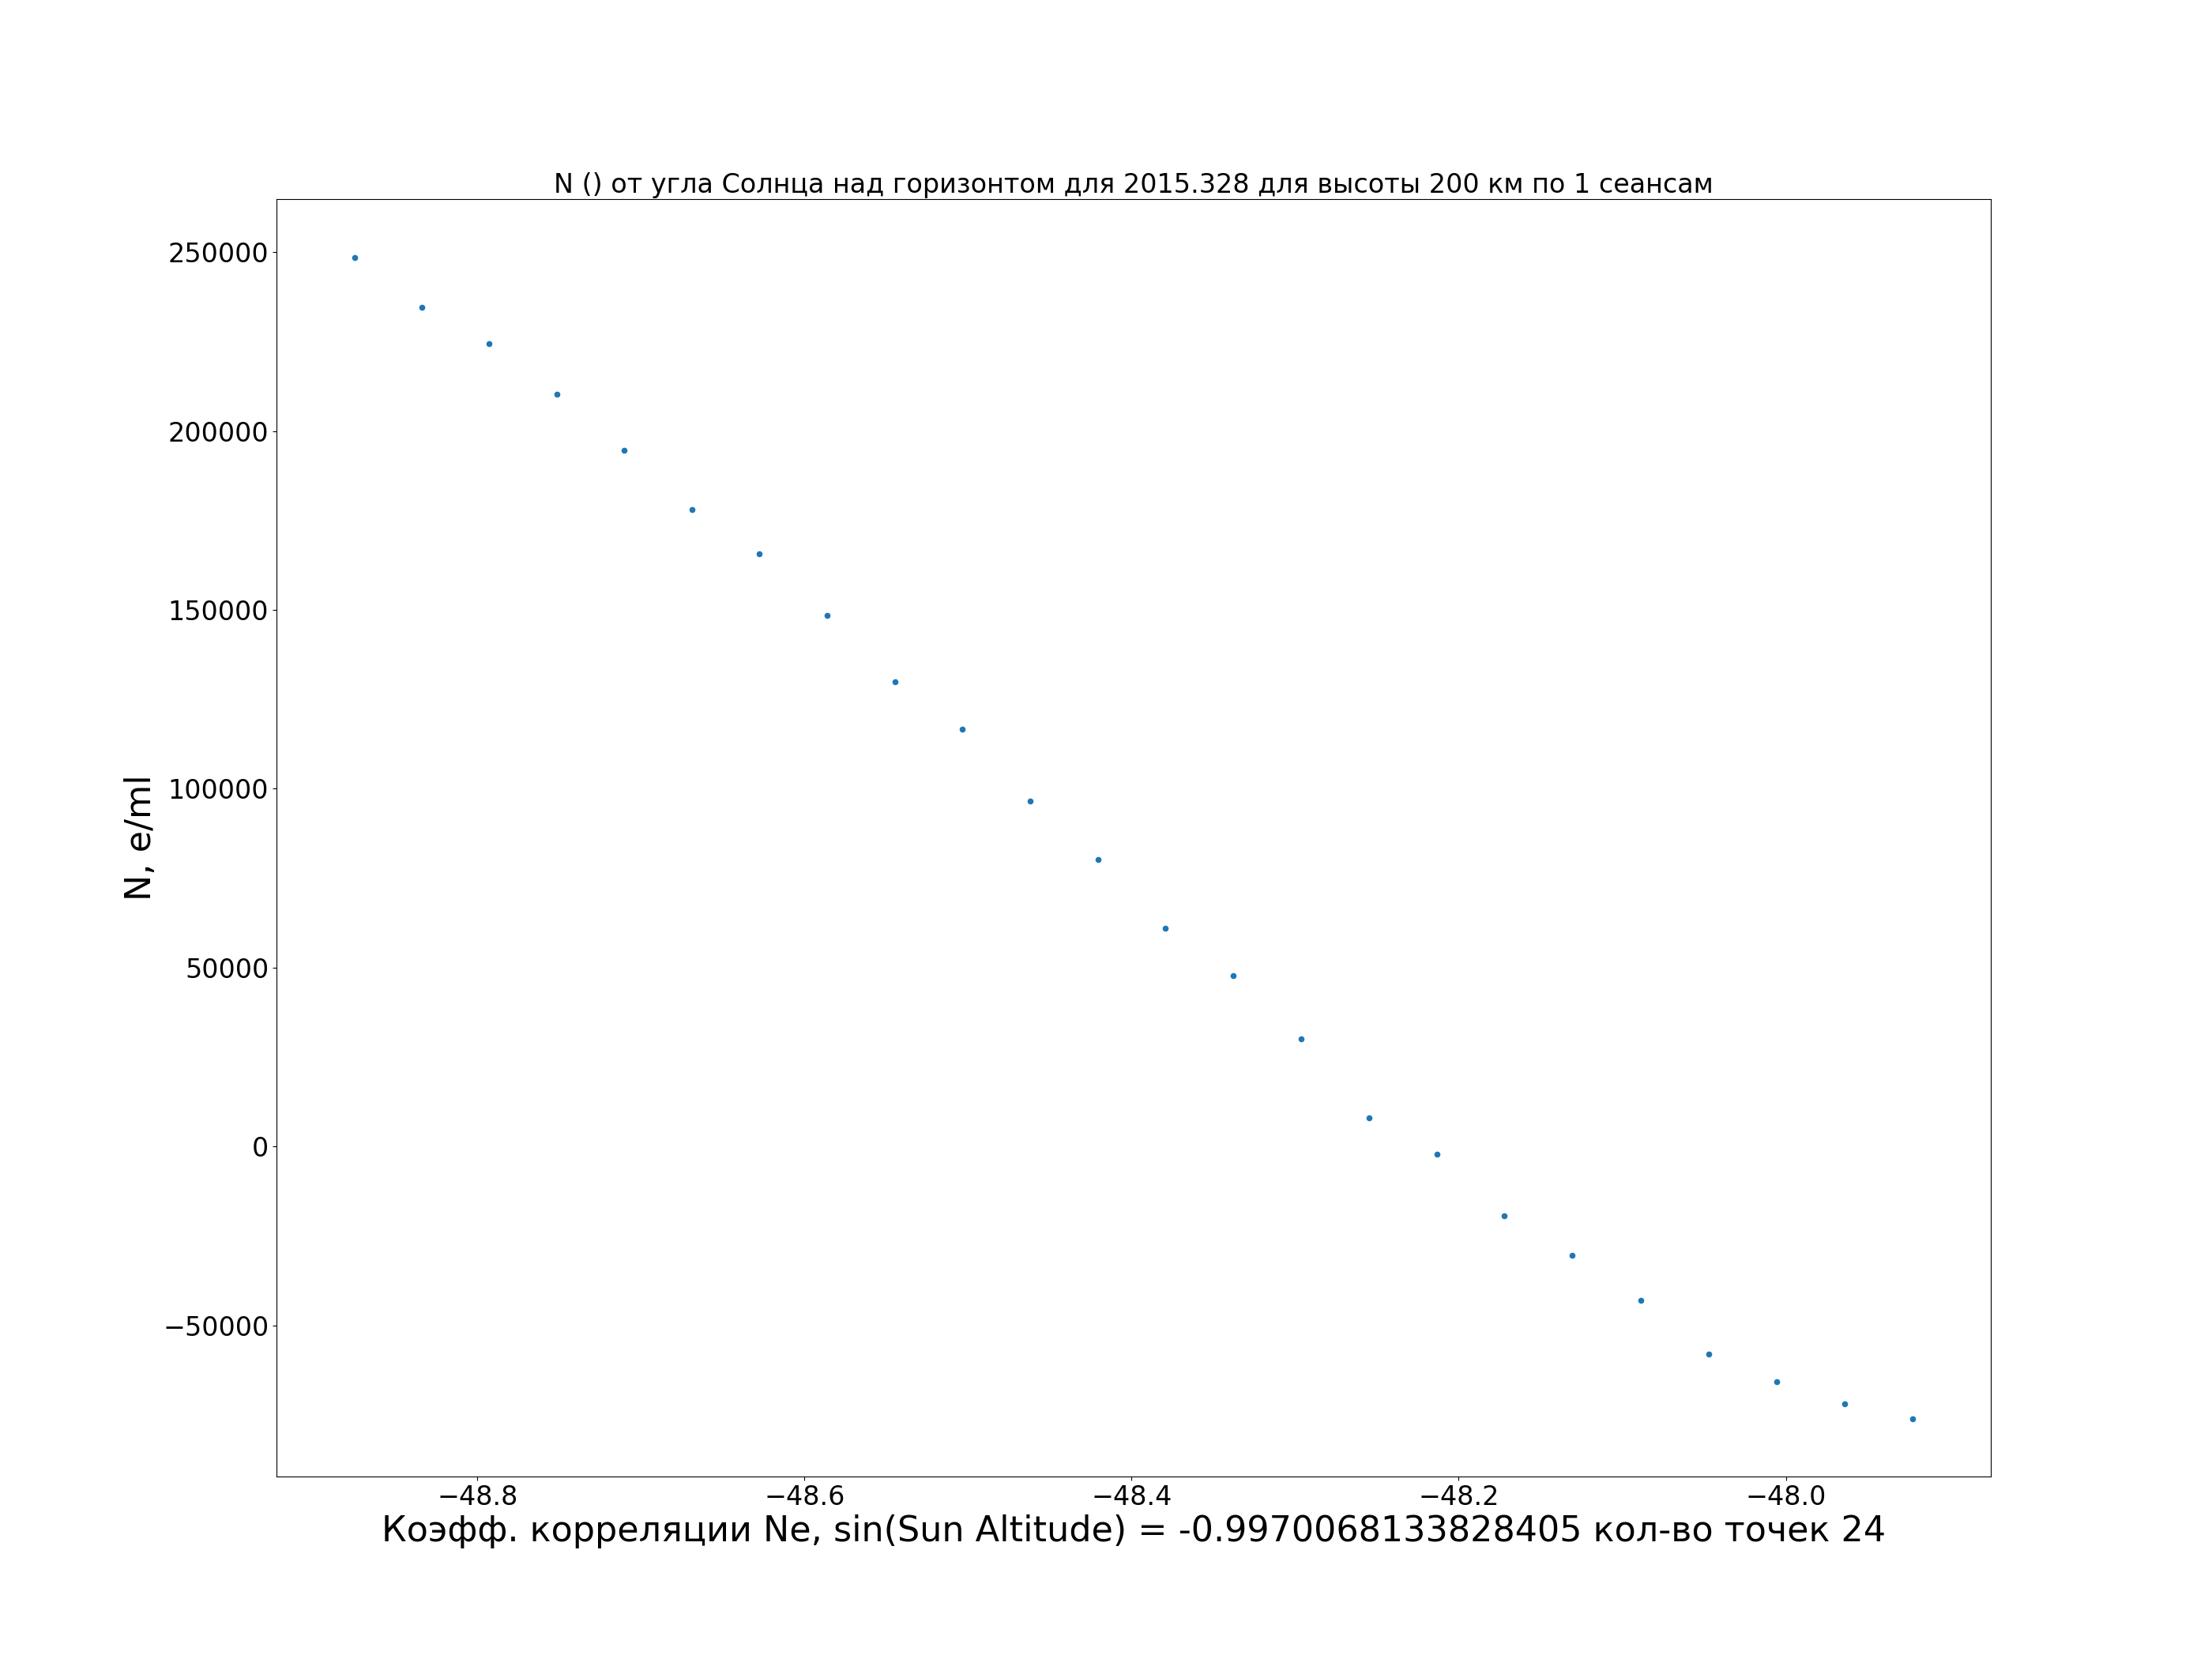 N () от угла Солнца над горизонтом для 2015.328 для высоты 200 км по 1 сеансам
250000
200000
150000
100000
50000
0
−50000
N, e/ml
−48.8 −48.6 −48.4 −48.2 −48.0
Коэфф. корреляции Ne, sin(Sun Altitude) = -0.9970068133828405 кол-во точек 24